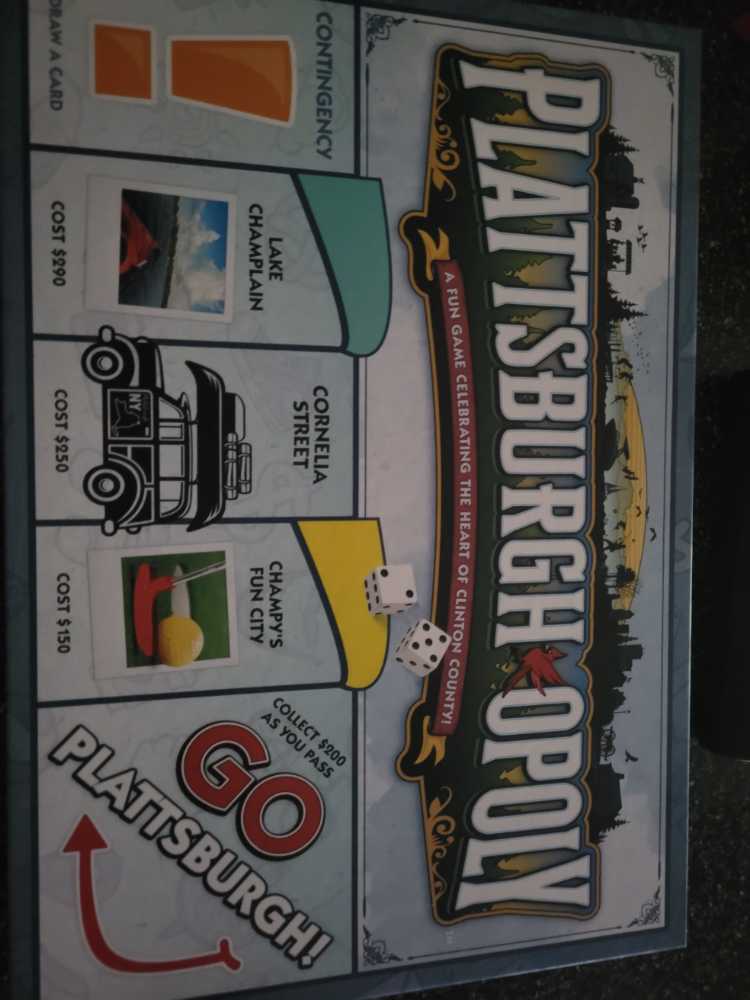 PLATTSBURGH OPOLY
A FUN GAME CELEBRATING THE HEART OF CLINTON COUNTY!
CONTINGENCY
DRAW A CARD
LAKE
CHAMPLAIN
COST $290
CORNELIA
STREET
NY
COST $250
CHAMPY'S
FUN CITY
COST $150
COLLECT $200
AS YOU PASS
GO
PLATTSBURGH!